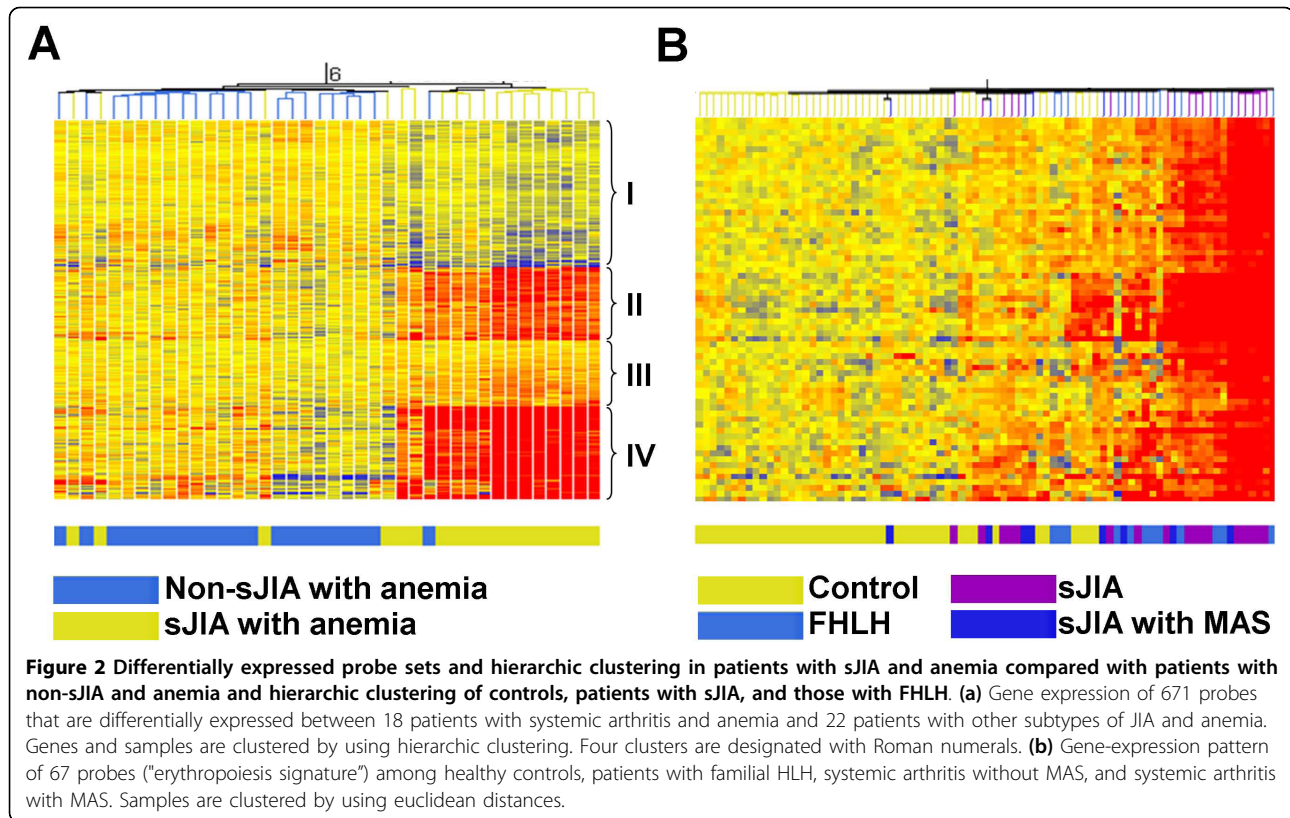 A
B
6
I
II
III
IV
Non-sJIA with anemia
sJIA with anemia
Control
sJIA
FHLH
sJIA with MAS
Figure 2 Differentially expressed probe sets and hierarchic clustering in patients with sJIA and anemia compared with patients with
non-sJIA and anemia and hierarchic clustering of controls, patients with sJIA, and those with FHLH. (a) Gene expression of 671 probes
that are differentially expressed between 18 patients with systemic arthritis and anemia and 22 patients with other subtypes of JIA and anemia.
Genes and samples are clustered by using hierarchic clustering. Four clusters are designated with Roman numerals. (b) Gene-expression pattern
of 67 probes ("erythropoiesis signature") among healthy controls, patients with familial HLH, systemic arthritis without MAS, and systemic arthritis
with MAS. Samples are clustered by using euclidean distances.